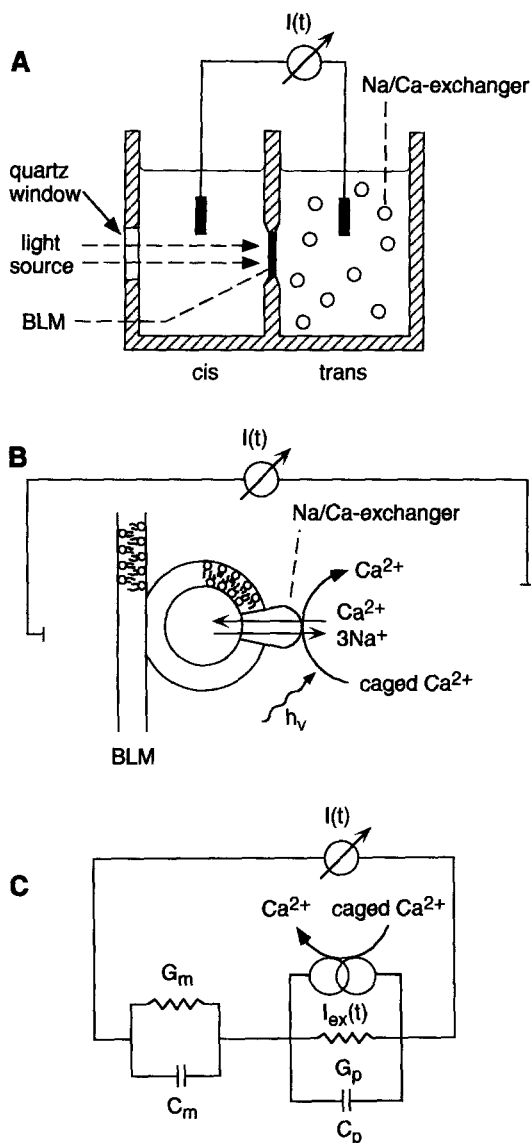 A
I(t)
Na/Ca-exchanger
quartz
window
light
source
BLM
cis
trans
B
I(t)
Na/Ca-exchanger
Ca²⁺
Ca²⁺
3Na⁺
caged Ca²⁺
hᵥ
BLM
C
I(t)
Ca²⁺ caged Ca²⁺
Gₘ
Iₑₓ(t)
Cₘ
Gₚ
Cₚ